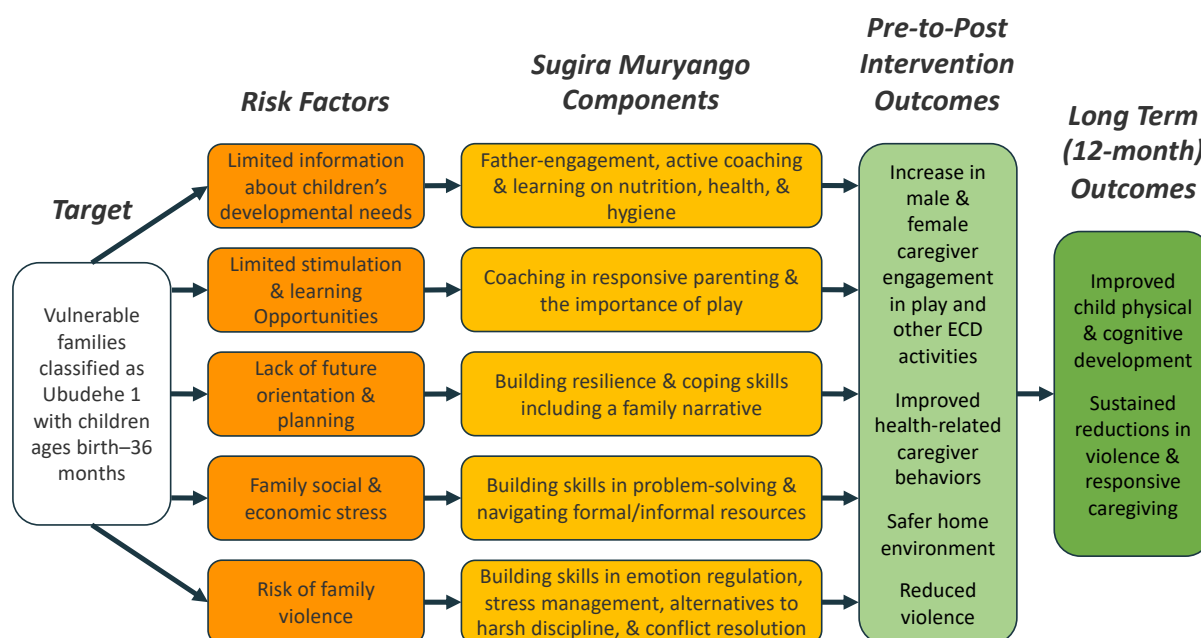 Pre-to-Post
Intervention
Outcomes
Sugira Muryango
Components
Risk Factors
Long Term
(12-month)
Outcomes
Target
Vulnerable
families
classified as
Ubudehe 1
with children
ages birth–36
months
Limited information
about children's
developmental needs
Father-engagement, active coaching
& learning on nutrition, health, &
hygiene
Limited stimulation
& learning
Opportunities
Coaching in responsive parenting &
the importance of play
Lack of future
orientation &
planning
Building resilience & coping skills
including a family narrative
Family social &
economic stress
Building skills in problem-solving &
navigating formal/informal resources
Risk of family
violence
Building skills in emotion regulation,
stress management, alternatives to
harsh discipline, & conflict resolution
Increase in
male &
female
caregiver
engagement
in play and
other ECD
activities
Improved
health-related
caregiver
behaviors
Safer home
environment
Reduced
violence
Improved
child physical
& cognitive
development
Sustained
reductions in
violence &
responsive
caregiving